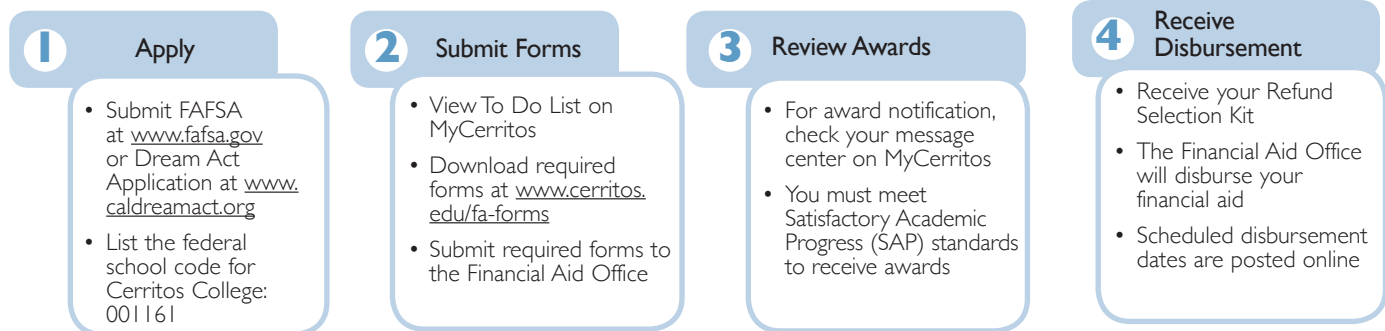 1
Apply
• Submit FAFSA
at www.fafsa.gov
or Dream Act
Application at www.
caldreamact.org
• List the federal
school code for
Cerritos College:
001161
2
Submit Forms
• View To Do List on
MyCerritos
• Download required
forms at www.cerritos.
edu/fa-forms
• Submit required forms to
the Financial Aid Office
3
Review Awards
• For award notification,
check your message
center on MyCerritos
• You must meet
Satisfactory Academic
Progress (SAP) standards
to receive awards
4
Receive
Disbursement
• Receive your Refund
Selection Kit
• The Financial Aid Office
will disburse your
financial aid
• Scheduled disbursement
dates are posted online